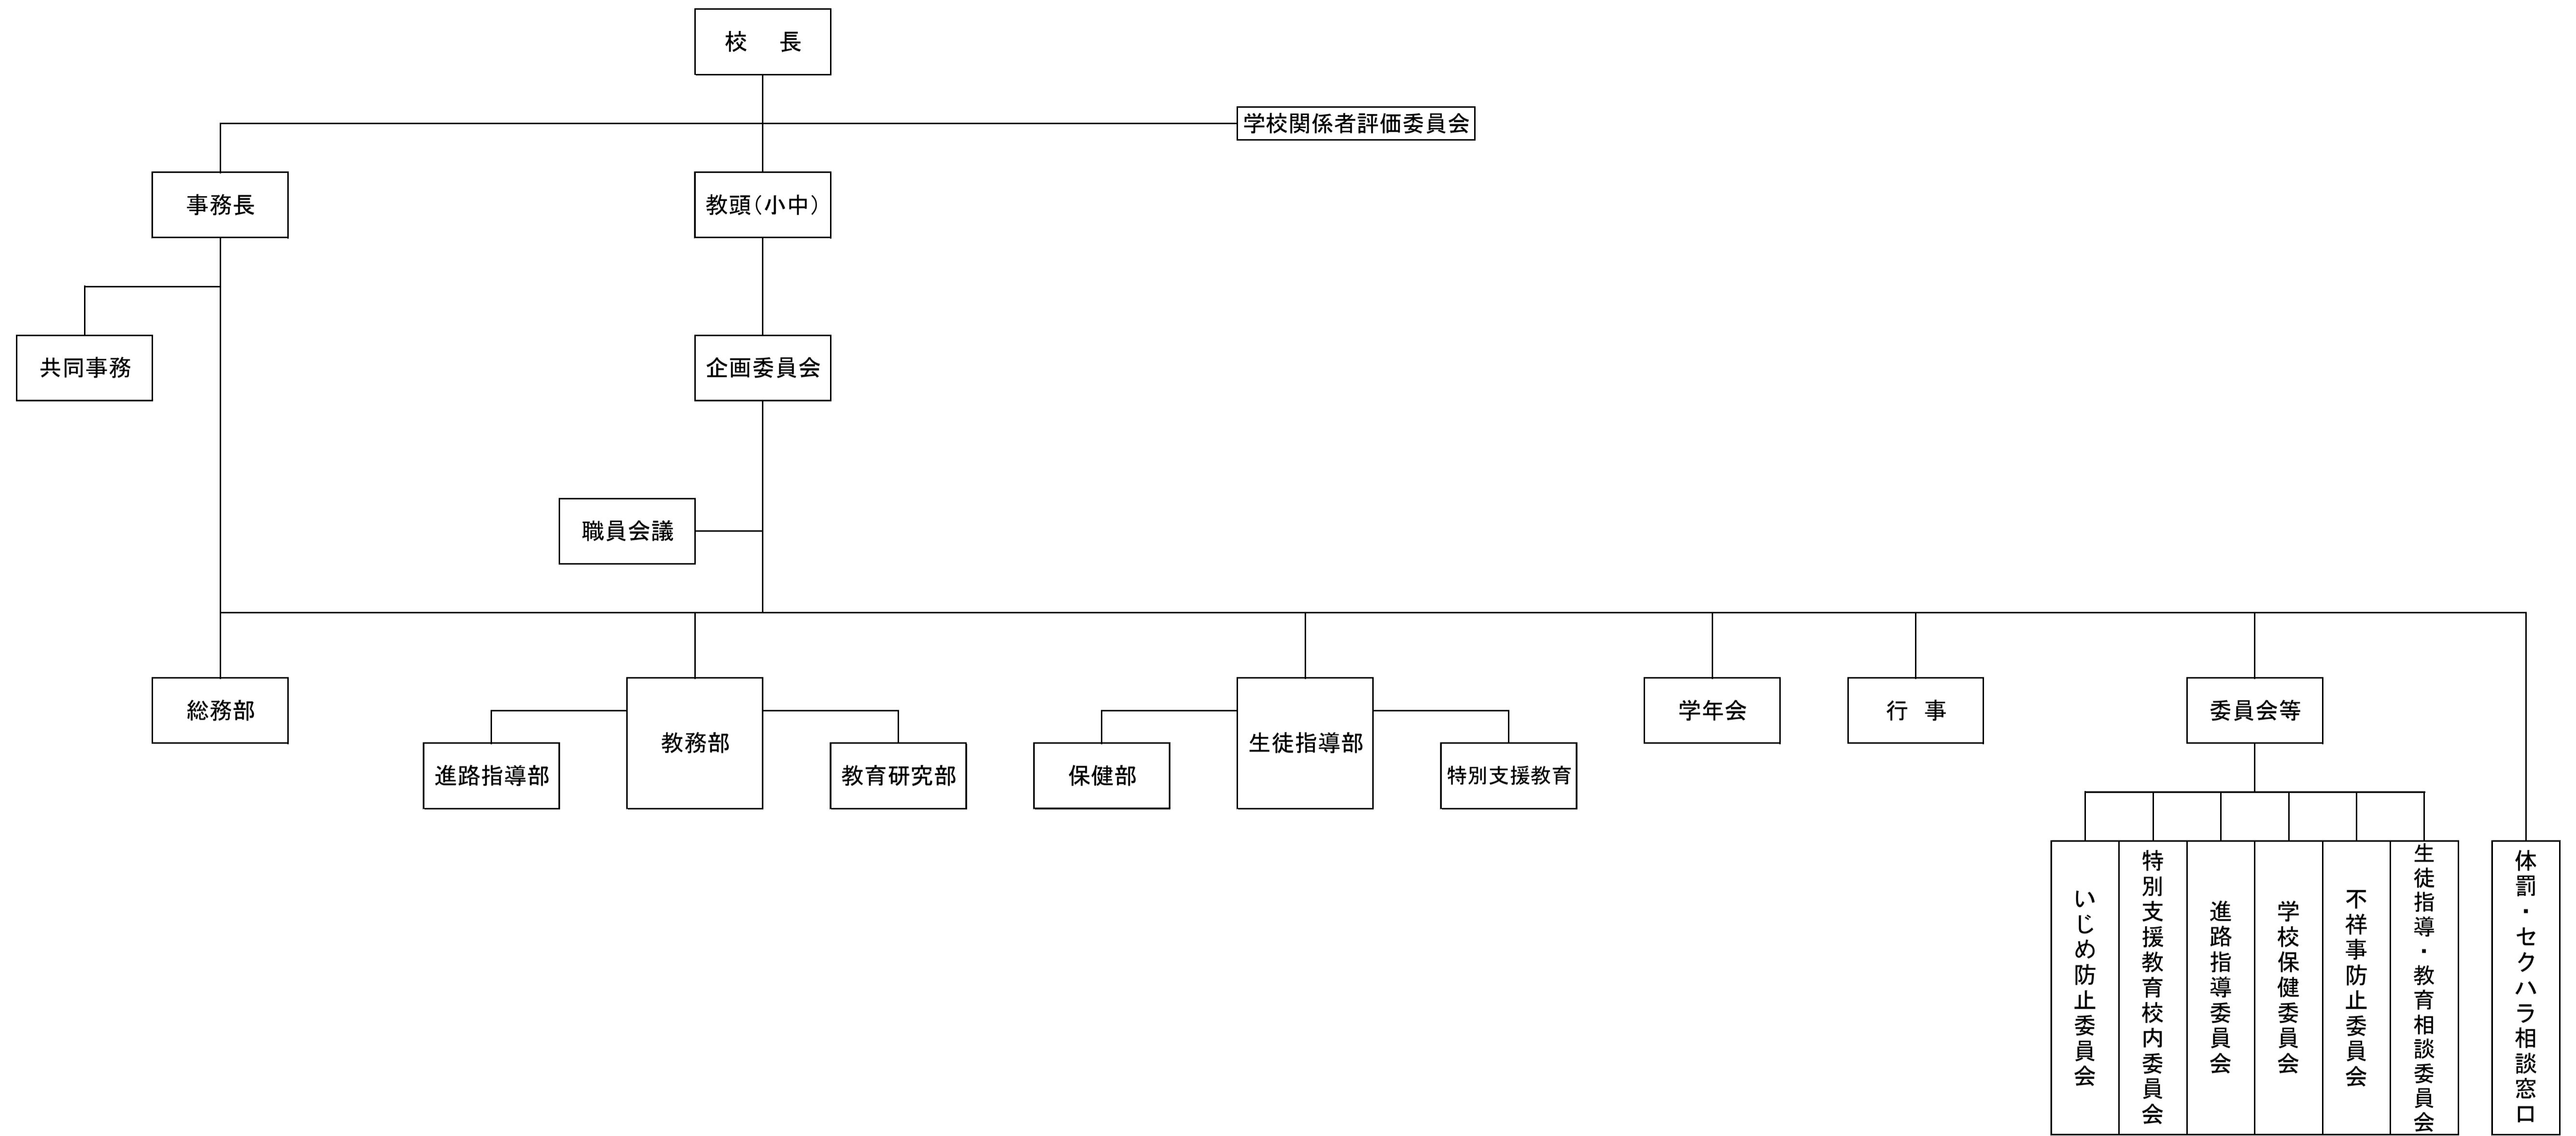 校　長
学校関係者評価委員会
事務長
教頭（小中）
共同事務
企画委員会
職員会議
総務部
教務部
進路指導部
教育研究部
生徒指導部
保健部
特別支援教育
学年会
行　事
委員会等
いじめ防止委員会
特別支援教育校内委員会
進路指導委員会
学校保健委員会
不祥事防止委員会
生徒指導・教育相談委員会
体罰・セクハラ相談窓口